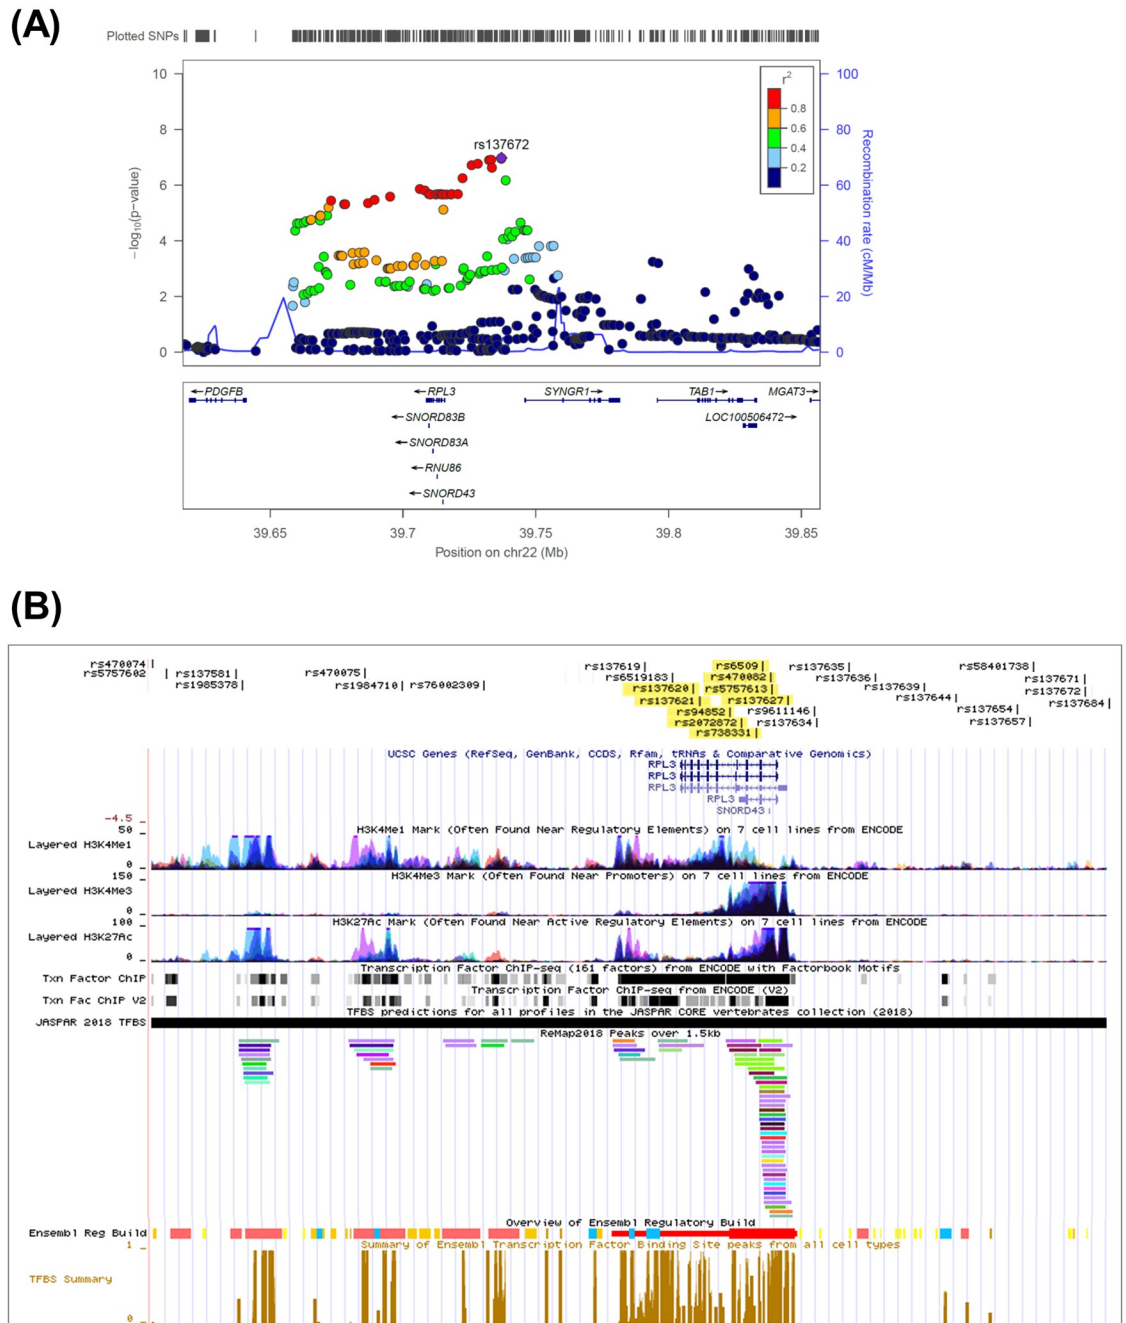 (A)
Plotted SNPs
10 100
rs137672
r2
0.8
0.6
0.4
0.2
8 80
6 60
4 40
2 20
0 0
−log10(p−value)
Recombination rate (cM/Mb)
←PDGFB ←RPL3 SYNGR1→ TAB1→ MGAT3→
←SNORD83B LOC100506472→
←SNORD83A
←RNU86
←SNORD43
39.65 39.7 39.75 39.8 39.85
Position on chr22 (Mb)
(B)
rs470074| rs137619| rs6509| rs137635| rs58401738|
rs5757602 | rs137581| rs470075| rs6519183| rs470082| rs137636| rs137671|
rs1985378| rs1984710| rs76002309| rs137620| rs5757613| rs137639| rs137672|
rs137621| rs137627| rs137644| rs137684|
rs94852| rs9611146| rs137654|
rs2072872| rs137634| rs137657|
rs738331|
UCSC Genes (RefSeq, GenBank, CCDS, Rfam, tRNAs & Comparative Genomics)
RPL3
RPL3
RPL3
RPL3
SNORD43
-4.5 _
50 _ H3K4Me1 Mark (Often Found Near Regulatory Elements) on 7 cell lines from ENCODE
Layered H3K4Me1
0 _
150 _ H3K4Me3 Mark (Often Found Near Promoters) on 7 cell lines from ENCODE
Layered H3K4Me3
0 _
100 _ H3K27Ac Mark (Often Found Near Active Regulatory Elements) on 7 cell lines from ENCODE
Layered H3K27Ac
0 _
Transcription Factor ChIP-seq (161 factors) from ENCODE with Factorbook Motifs
Txn Factor ChIP
Transcription Factor ChIP-seq from ENCODE (V2)
Txn Fac ChIP V2
TFBS predictions for all profiles in the JASPAR CORE vertebrates collection (2018)
JASPAR 2018 TFBS
ReMap2018 Peaks over 1.5kb
Overview of Ensembl Regulatory Build
Ensembl Reg Build
1 _ Summary of Ensembl Transcription Factor Binding Site peaks from all cell types
TFBS Summary
0 _